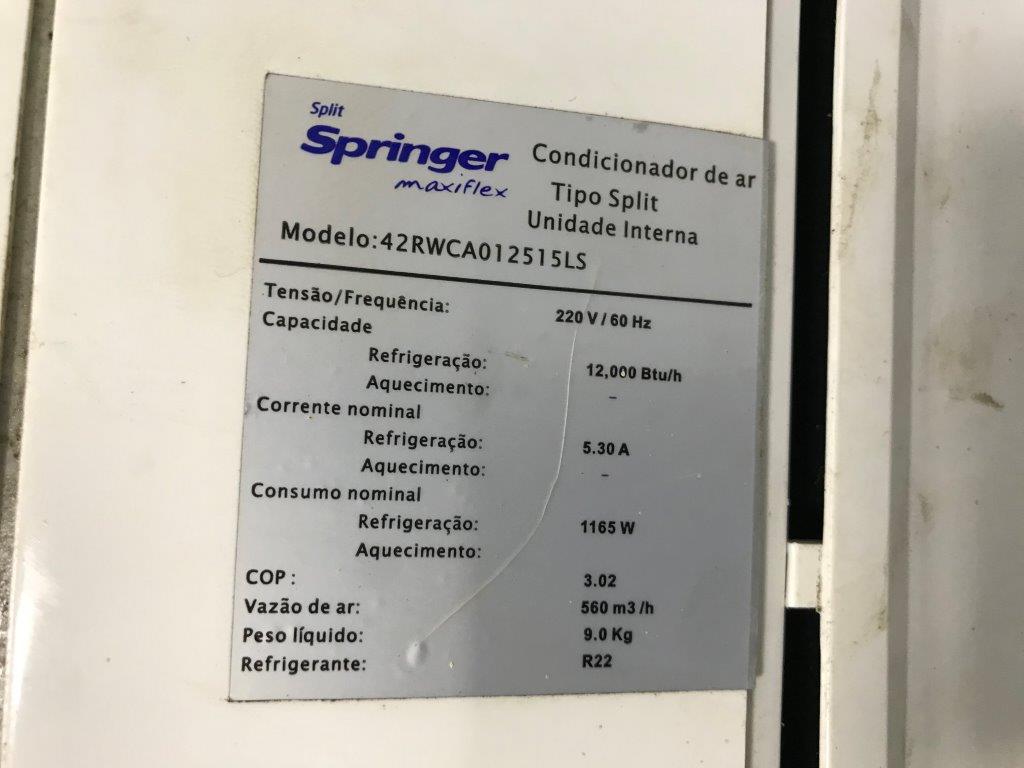 Split
Springer
maxiflex
Condicionador de ar
Tipo Split
Unidade Interna
Modelo:42RWCA012515LS
Tensão/Frequência: 220 V / 60 Hz
Capacidade
Refrigeração: 12,000 Btu/h
Aquecimento: –
Corrente nominal
Refrigeração: 5.30 A
Aquecimento: –
Consumo nominal
Refrigeração: 1165 W
Aquecimento:
COP : 3.02
Vazão de ar: 560 m3 /h
Peso líquido: 9.0 Kg
Refrigerante: R22